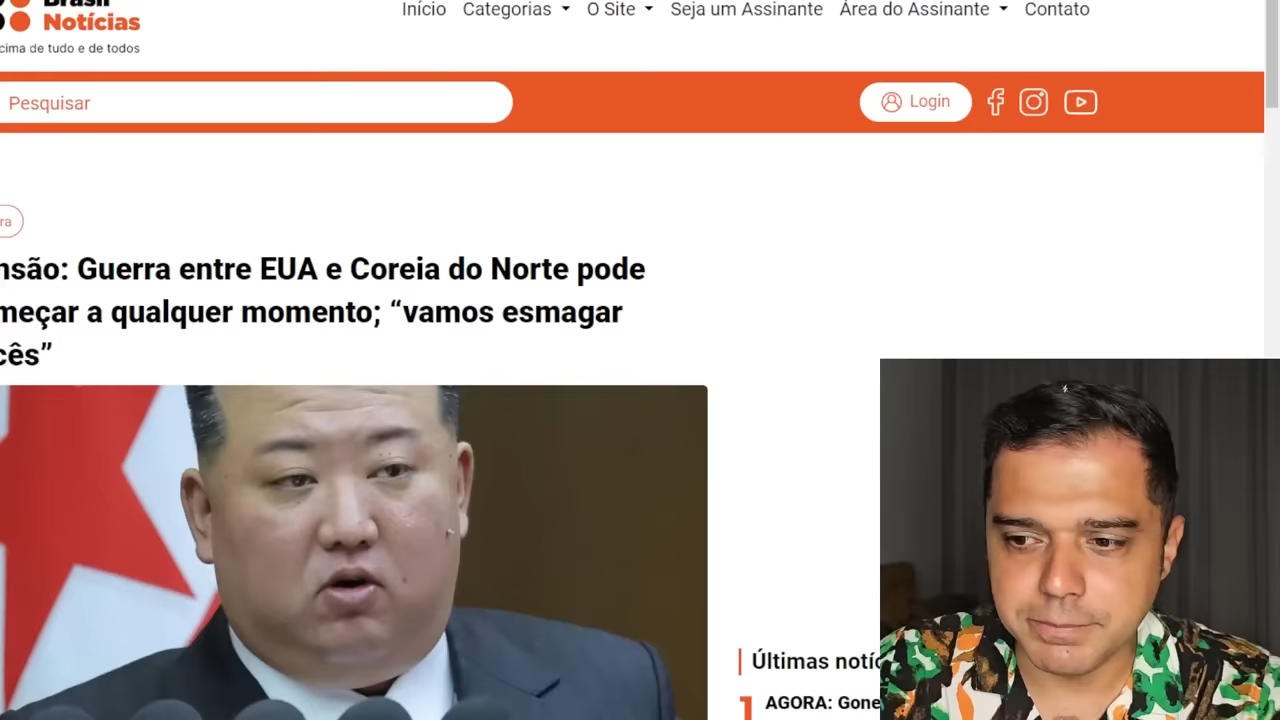 Brasil
Notícias
cima de tudo e de todos
Início Categorias O Site Seja um Assinante Área do Assinante Contato
Pesquisar
Login
ra
nsão: Guerra entre EUA e Coreia do Norte pode
meçar a qualquer momento; “vamos esmagar
cês”
Últimas notíc
1 AGORA: Gone